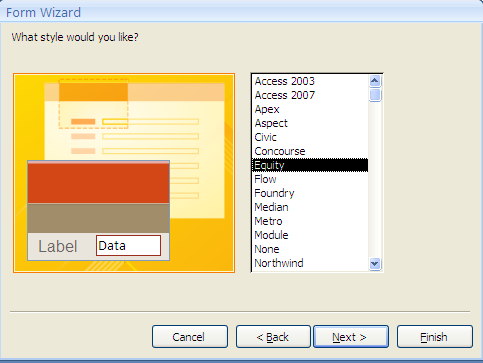 Form Wizard
What style would you like?
Label
Data
Access 2003
Access 2007
Apex
Aspect
Civic
Concourse
Equity
Flow
Foundry
Median
Metro
Module
None
Northwind
Cancel
< Back
Next >
Finish